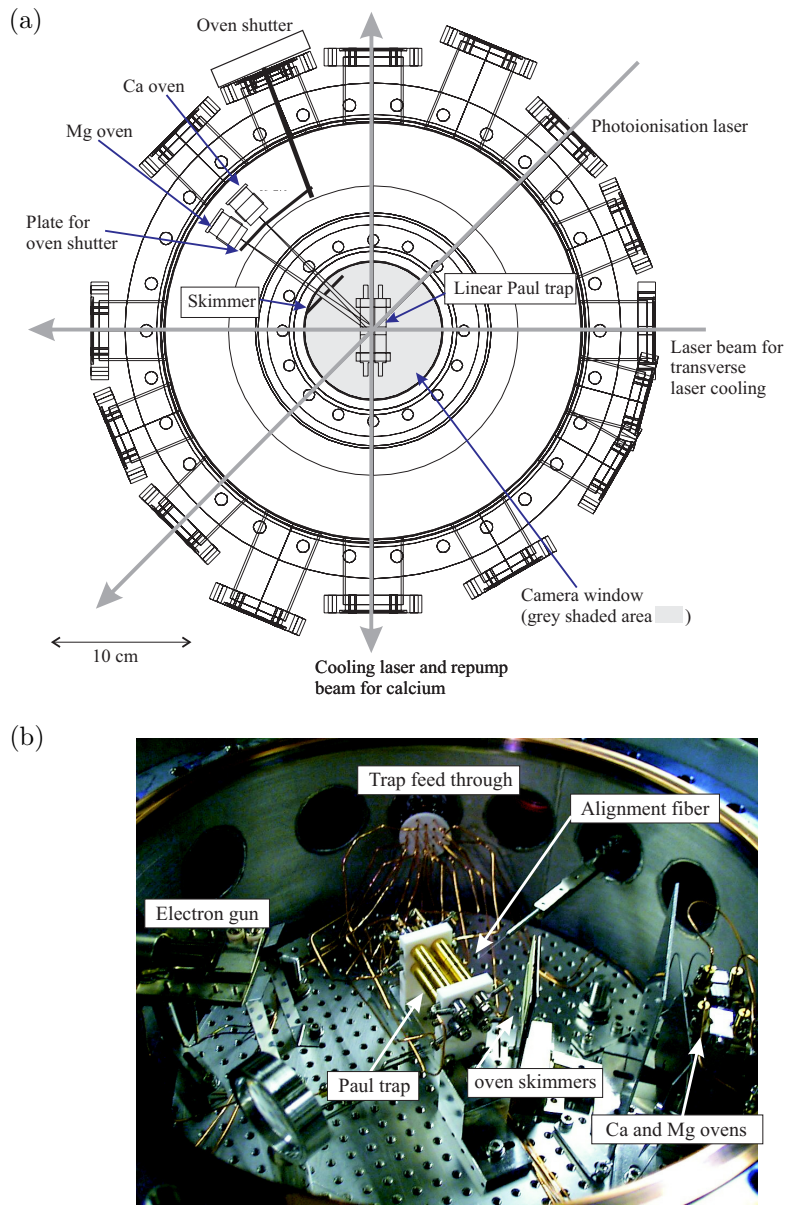 (a)
Oven shutter
Ca oven
Mg oven
Photoionisation laser
Plate for
oven shutter
Skimmer
Linear Paul trap
Laser beam for
transverse
laser cooling
Camera window
(grey shaded area )
10 cm
Cooling laser and repump
beam for calcium
(b)
Trap feed through
Alignment fiber
Electron gun
Paul trap
oven skimmers
Ca and Mg ovens